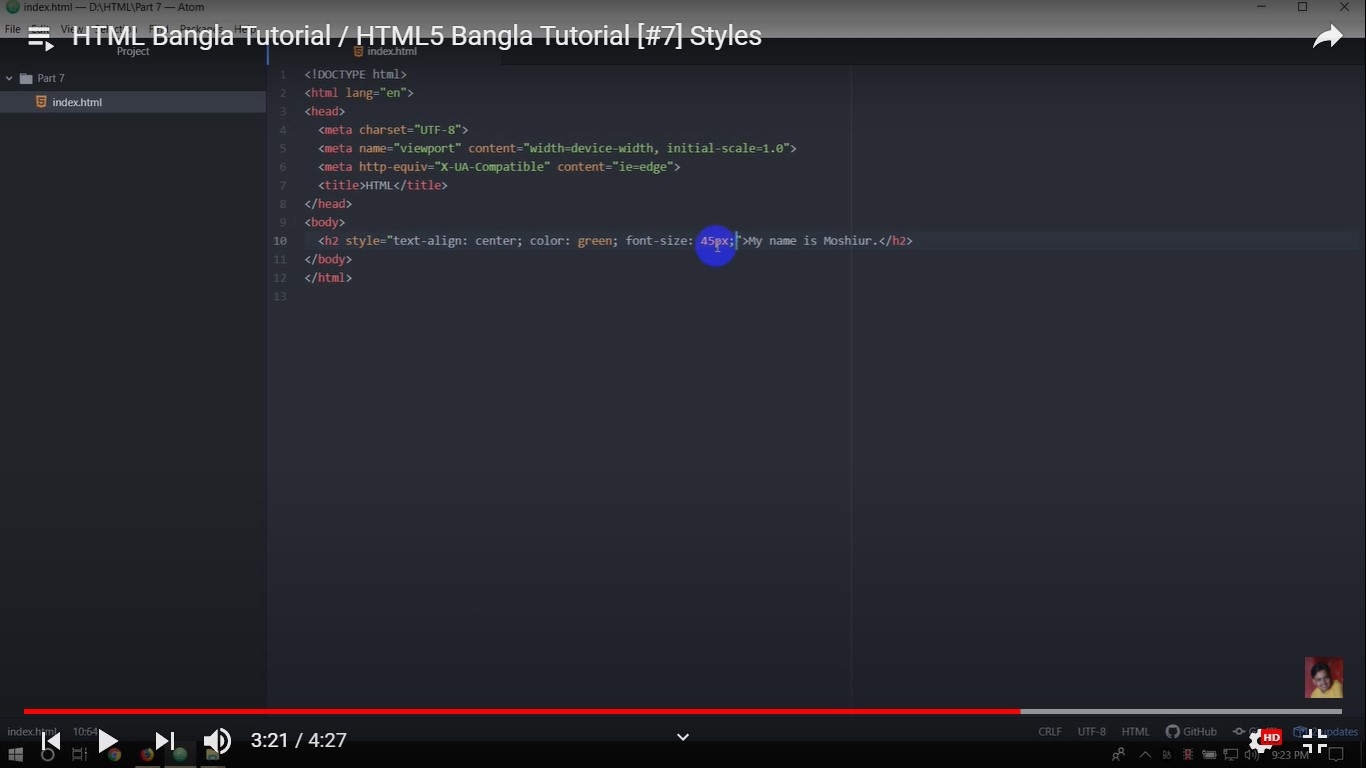 index.html — D:\HTML\Part 7 — Atom
File Edit View Selection Find Packages Help
HTML Bangla Tutorial / HTML5 Bangla Tutorial [#7] Styles
Project
index.html
Part 7
index.html
1 <!DOCTYPE html>
2 <html lang="en">
3 <head>
4 <meta charset="UTF-8">
5 <meta name="viewport" content="width=device-width, initial-scale=1.0">
6 <meta http-equiv="X-UA-Compatible" content="ie=edge">
7 <title>HTML</title>
8 </head>
9 <body>
10 <h2 style="text-align: center; color: green; font-size: 45px;">My name is Moshiur.</h2>
11 </body>
12 </html>
13
index.html 10:64
CRLF UTF-8 HTML GitHub updates
3:21 / 4:27
HD
9:23 PM